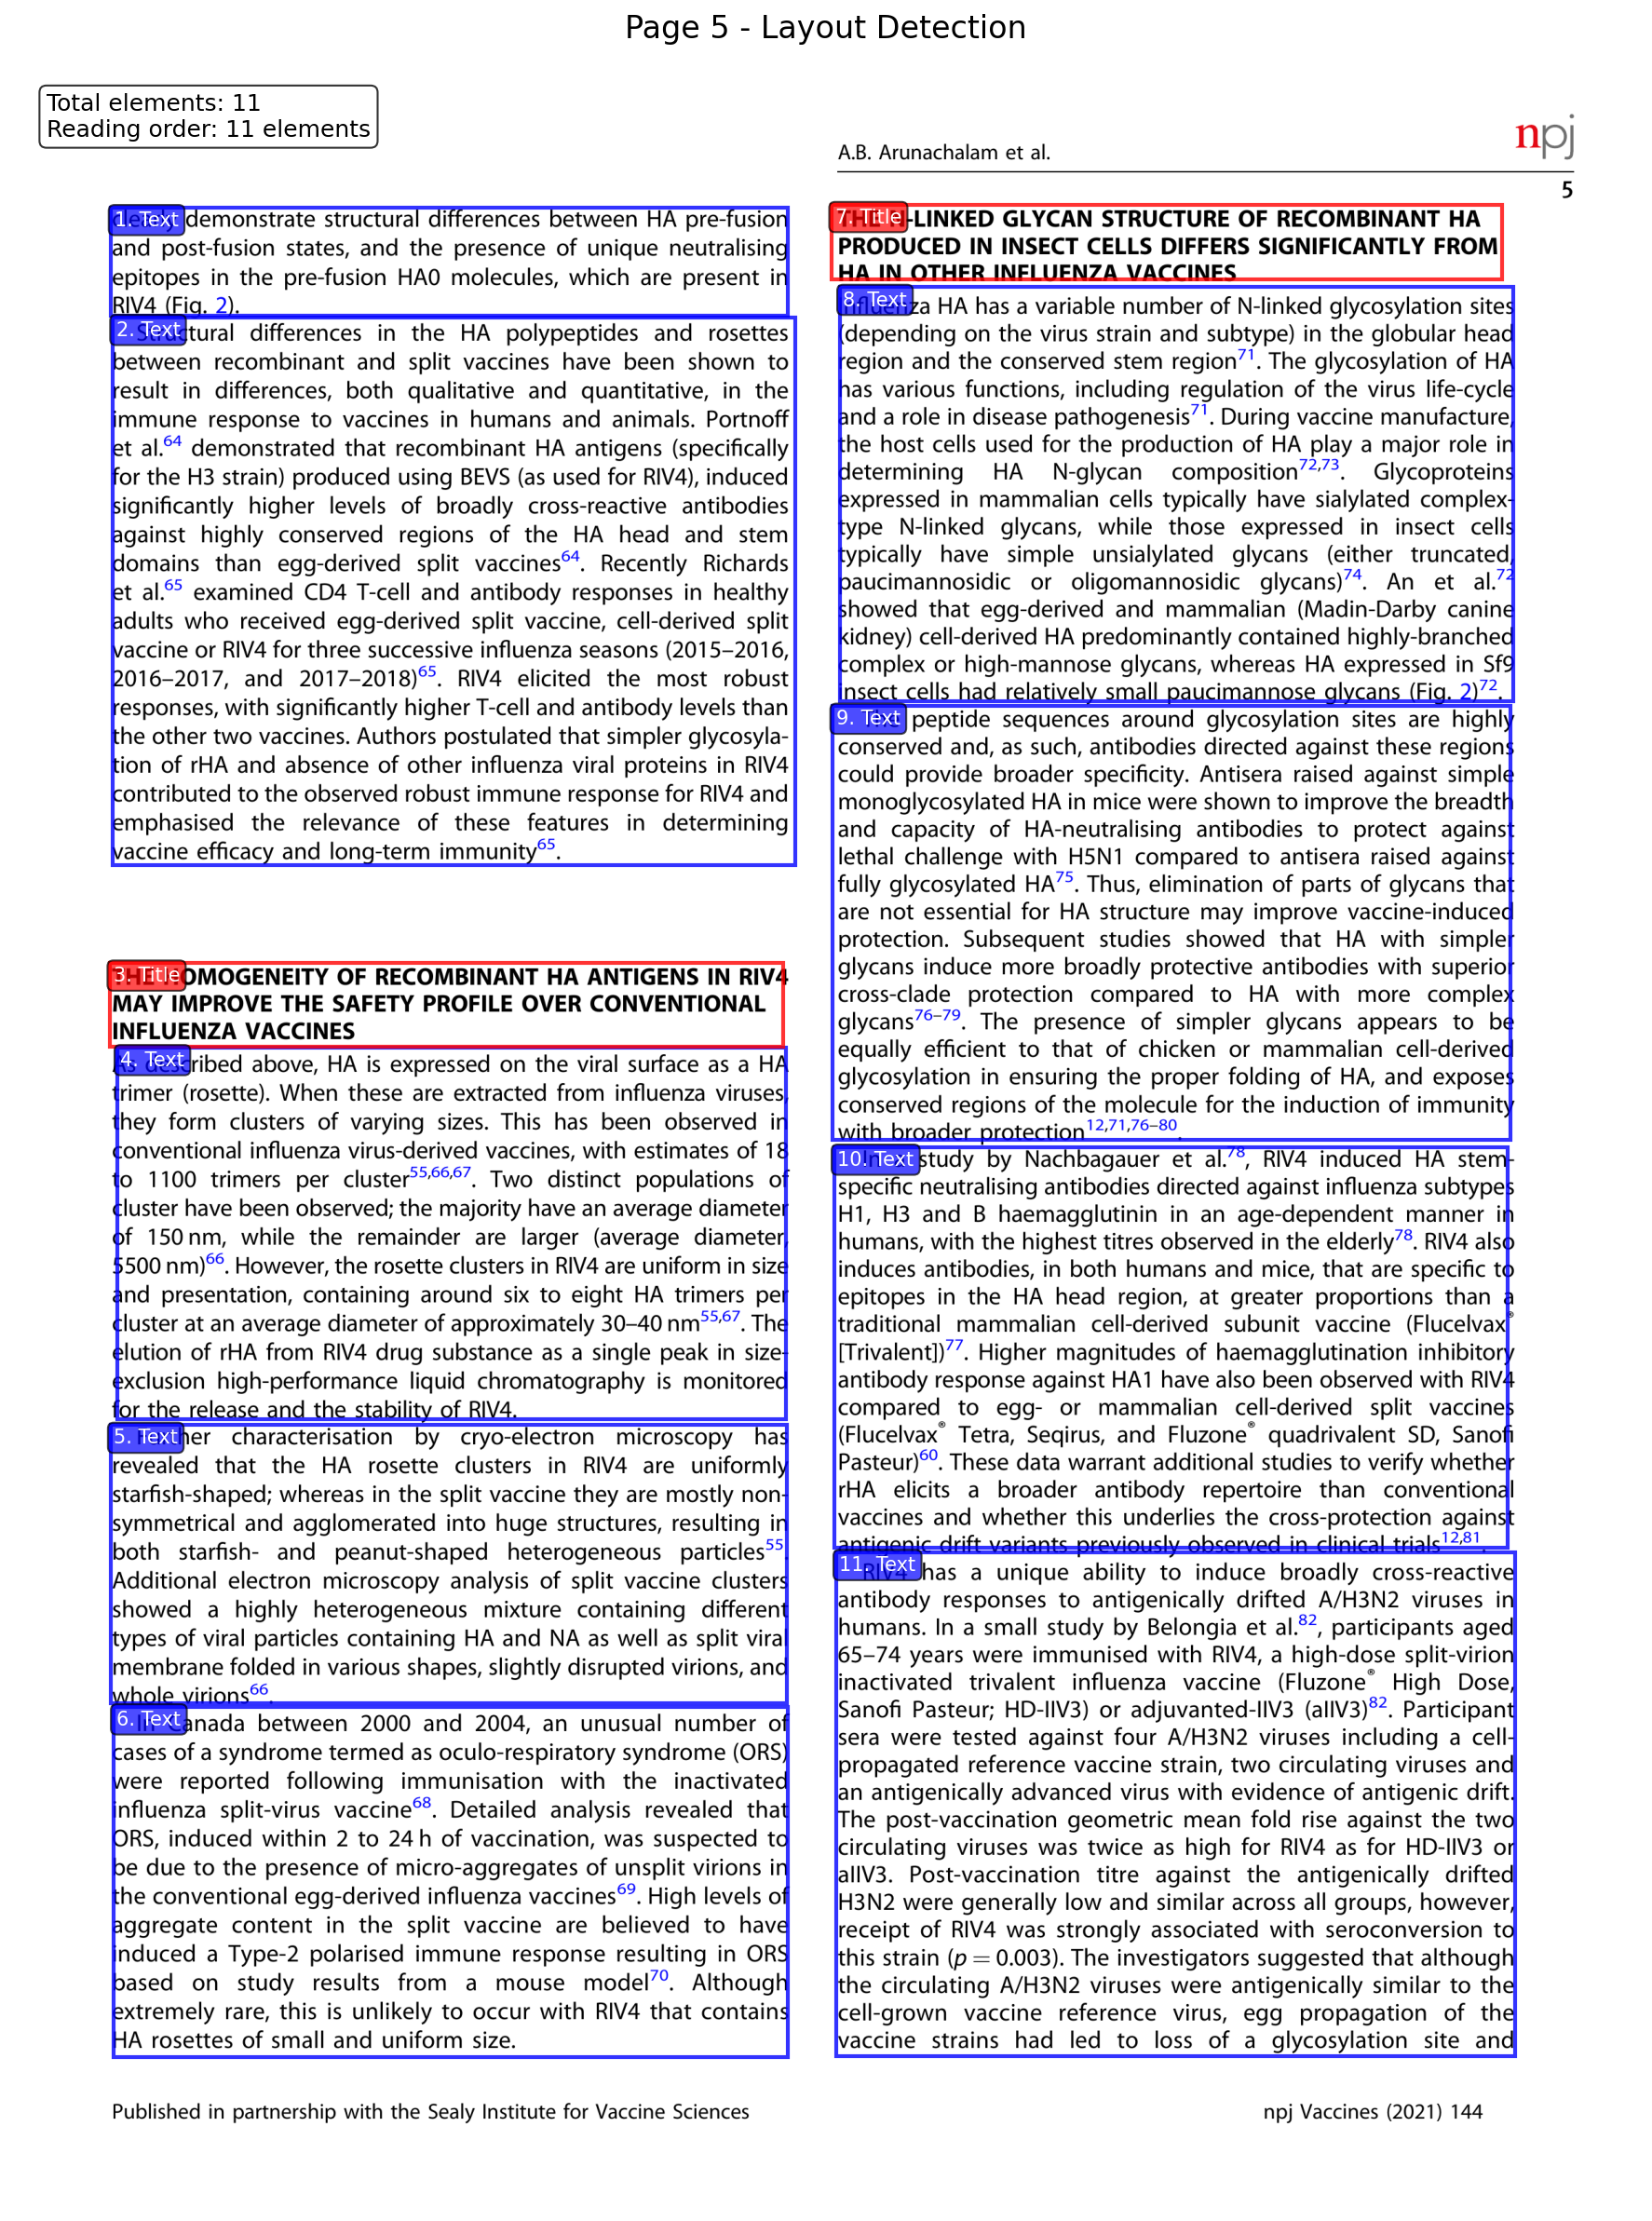 Page 5 - Layout Detection
Total elements: 11
Reading order: 11 elements
A.B. Arunachalam et al.
npj
5
1. Text demonstrate structural differences between HA pre-fusion
and post-fusion states, and the presence of unique neutralising
epitopes in the pre-fusion HA0 molecules, which are present in
RIV4 (Fig. 2).
2. Text Structural differences in the HA polypeptides and rosettes
between recombinant and split vaccines have been shown to
result in differences, both qualitative and quantitative, in the
immune response to vaccines in humans and animals. Portnoff
et al.64 demonstrated that recombinant HA antigens (specifically
for the H3 strain) produced using BEVS (as used for RIV4), induced
significantly higher levels of broadly cross-reactive antibodies
against highly conserved regions of the HA head and stem
domains than egg-derived split vaccines64. Recently Richards
et al.65 examined CD4 T-cell and antibody responses in healthy
adults who received egg-derived split vaccine, cell-derived split
vaccine or RIV4 for three successive influenza seasons (2015–2016,
2016–2017, and 2017–2018)65. RIV4 elicited the most robust
responses, with significantly higher T-cell and antibody levels than
the other two vaccines. Authors postulated that simpler glycosyla-
tion of rHA and absence of other influenza viral proteins in RIV4
contributed to the observed robust immune response for RIV4 and
emphasised the relevance of these features in determining
vaccine efficacy and long-term immunity65.
3. Title THE HOMOGENEITY OF RECOMBINANT HA ANTIGENS IN RIV4
MAY IMPROVE THE SAFETY PROFILE OVER CONVENTIONAL
INFLUENZA VACCINES
4. Text As described above, HA is expressed on the viral surface as a HA
trimer (rosette). When these are extracted from influenza viruses,
they form clusters of varying sizes. This has been observed in
conventional influenza virus-derived vaccines, with estimates of 18
to 1100 trimers per cluster55,66,67. Two distinct populations of
cluster have been observed; the majority have an average diameter
of 150 nm, while the remainder are larger (average diameter,
5500 nm)66. However, the rosette clusters in RIV4 are uniform in size
and presentation, containing around six to eight HA trimers per
cluster at an average diameter of approximately 30–40 nm55,67. The
elution of rHA from RIV4 drug substance as a single peak in size-
exclusion high-performance liquid chromatography is monitored
for the release and the stability of RIV4.
5. Text Further characterisation by cryo-electron microscopy has
revealed that the HA rosette clusters in RIV4 are uniformly
starfish-shaped; whereas in the split vaccine they are mostly non-
symmetrical and agglomerated into huge structures, resulting in
both starfish- and peanut-shaped heterogeneous particles55.
Additional electron microscopy analysis of split vaccine clusters
showed a highly heterogeneous mixture containing different
types of viral particles containing HA and NA as well as split viral
membrane folded in various shapes, slightly disrupted virions, and
whole virions66.
6. Text In Canada between 2000 and 2004, an unusual number of
cases of a syndrome termed as oculo-respiratory syndrome (ORS)
were reported following immunisation with the inactivated
influenza split-virus vaccine68. Detailed analysis revealed that
ORS, induced within 2 to 24 h of vaccination, was suspected to
be due to the presence of micro-aggregates of unsplit virions in
the conventional egg-derived influenza vaccines69. High levels of
aggregate content in the split vaccine are believed to have
induced a Type-2 polarised immune response resulting in ORS
based on study results from a mouse model70. Although
extremely rare, this is unlikely to occur with RIV4 that contains
HA rosettes of small and uniform size.
7. Title THE N-LINKED GLYCAN STRUCTURE OF RECOMBINANT HA
PRODUCED IN INSECT CELLS DIFFERS SIGNIFICANTLY FROM
HA IN OTHER INFLUENZA VACCINES
8. Text Influenza HA has a variable number of N-linked glycosylation sites
(depending on the virus strain and subtype) in the globular head
region and the conserved stem region71. The glycosylation of HA
has various functions, including regulation of the virus life-cycle
and a role in disease pathogenesis71. During vaccine manufacture,
the host cells used for the production of HA play a major role in
determining HA N-glycan composition72,73. Glycoproteins
expressed in mammalian cells typically have sialylated complex-
type N-linked glycans, while those expressed in insect cells
typically have simple unsialylated glycans (either truncated,
paucimannosidic or oligomannosidic glycans)74. An et al.72
showed that egg-derived and mammalian (Madin-Darby canine
kidney) cell-derived HA predominantly contained highly-branched
complex or high-mannose glycans, whereas HA expressed in Sf9
insect cells had relatively small paucimannose glycans (Fig. 2)72.
9. Text The peptide sequences around glycosylation sites are highly
conserved and, as such, antibodies directed against these regions
could provide broader specificity. Antisera raised against simple
monoglycosylated HA in mice were shown to improve the breadth
and capacity of HA-neutralising antibodies to protect against
lethal challenge with H5N1 compared to antisera raised against
fully glycosylated HA75. Thus, elimination of parts of glycans that
are not essential for HA structure may improve vaccine-induced
protection. Subsequent studies showed that HA with simpler
glycans induce more broadly protective antibodies with superior
cross-clade protection compared to HA with more complex
glycans76–79. The presence of simpler glycans appears to be
equally efficient to that of chicken or mammalian cell-derived
glycosylation in ensuring the proper folding of HA, and exposes
conserved regions of the molecule for the induction of immunity
with broader protection12,71,76–80.
10. Text In study by Nachbagauer et al.78, RIV4 induced HA stem-
specific neutralising antibodies directed against influenza subtypes
H1, H3 and B haemagglutinin in an age-dependent manner in
humans, with the highest titres observed in the elderly78. RIV4 also
induces antibodies, in both humans and mice, that are specific to
epitopes in the HA head region, at greater proportions than a
traditional mammalian cell-derived subunit vaccine (Flucelvax®
[Trivalent])77. Higher magnitudes of haemagglutination inhibitory
antibody response against HA1 have also been observed with RIV4
compared to egg- or mammalian cell-derived split vaccines
(Flucelvax® Tetra, Seqirus, and Fluzone® quadrivalent SD, Sanofi
Pasteur)60. These data warrant additional studies to verify whether
rHA elicits a broader antibody repertoire than conventional
vaccines and whether this underlies the cross-protection against
antigenic drift variants previously observed in clinical trials12,81.
11. Text RIV4 has a unique ability to induce broadly cross-reactive
antibody responses to antigenically drifted A/H3N2 viruses in
humans. In a small study by Belongia et al.82, participants aged
65–74 years were immunised with RIV4, a high-dose split-virion
inactivated trivalent influenza vaccine (Fluzone® High Dose,
Sanofi Pasteur; HD-IIV3) or adjuvanted-IIV3 (aIIV3)82. Participant
sera were tested against four A/H3N2 viruses including a cell-
propagated reference vaccine strain, two circulating viruses and
an antigenically advanced virus with evidence of antigenic drift.
The post-vaccination geometric mean fold rise against the two
circulating viruses was twice as high for RIV4 as for HD-IIV3 or
aIIV3. Post-vaccination titre against the antigenically drifted
H3N2 were generally low and similar across all groups, however,
receipt of RIV4 was strongly associated with seroconversion to
this strain (p = 0.003). The investigators suggested that although
the circulating A/H3N2 viruses were antigenically similar to the
cell-grown vaccine reference virus, egg propagation of the
vaccine strains had led to loss of a glycosylation site and
Published in partnership with the Sealy Institute for Vaccine Sciences
npj Vaccines (2021) 144